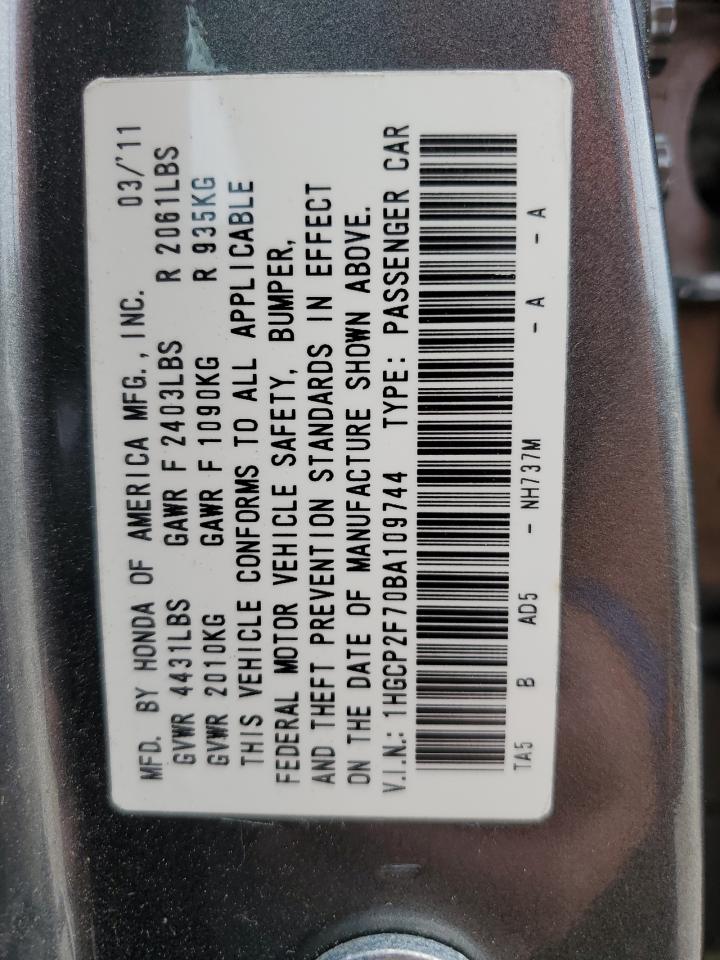 MFD. BY HONDA OF AMERICA MFG., INC. 03/'11
GVWR 4431LBS GAWR F 2403LBS R 2061LBS
GVWR 2010KG GAWR F 1090KG R 935KG
THIS VEHICLE CONFORMS TO ALL APPLICABLE
FEDERAL MOTOR VEHICLE SAFETY, BUMPER,
AND THEFT PREVENTION STANDARDS IN EFFECT
ON THE DATE OF MANUFACTURE SHOWN ABOVE.
V.I.N.: 1HGCP2F70BA109744 TYPE: PASSENGER CAR
TA5 B AD5 - NH737M - A - A